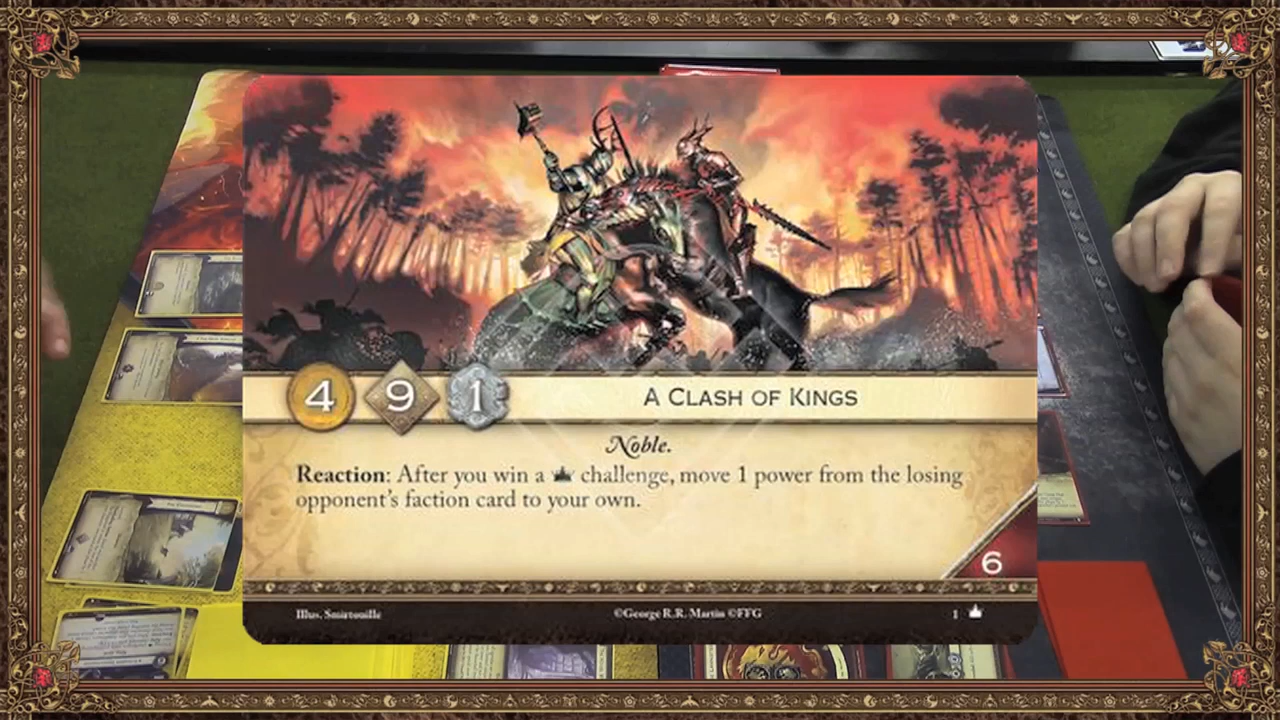 4 9 1 A Clash of Kings
Noble.
Reaction: After you win a challenge, move 1 power from the losing
opponent's faction card to your own.
6
Illus. Smirtouille ©George R.R. Martin ©FFG 1